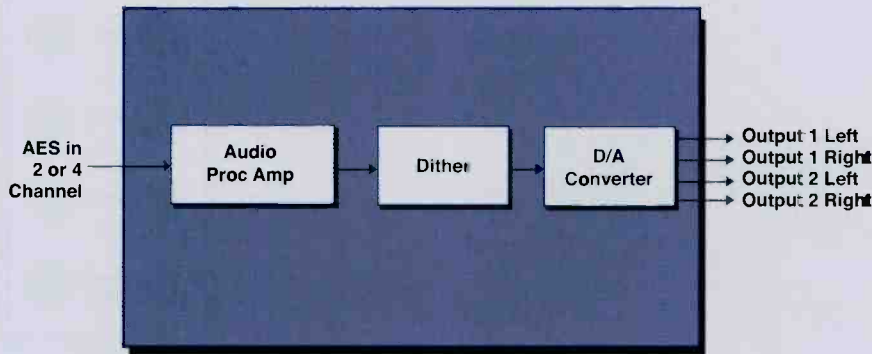 AES in
2 or 4
Channel
Audio
Proc Amp
Dither
D/A
Converter
Output 1 Left
Output 1 Right
Output 2 Left
Output 2 Right